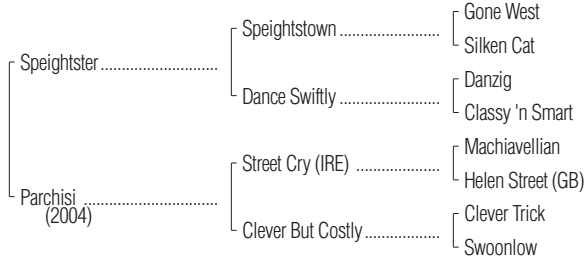 Gone West
Speightstown
Silken Cat
Speightster
Danzig
Dance Swiftly
Classy 'n Smart
Machiavellian
Street Cry (IRE)
Helen Street (GB)
Parchisi
(2004)
Clever Trick
Clever But Costly
Swoonlow